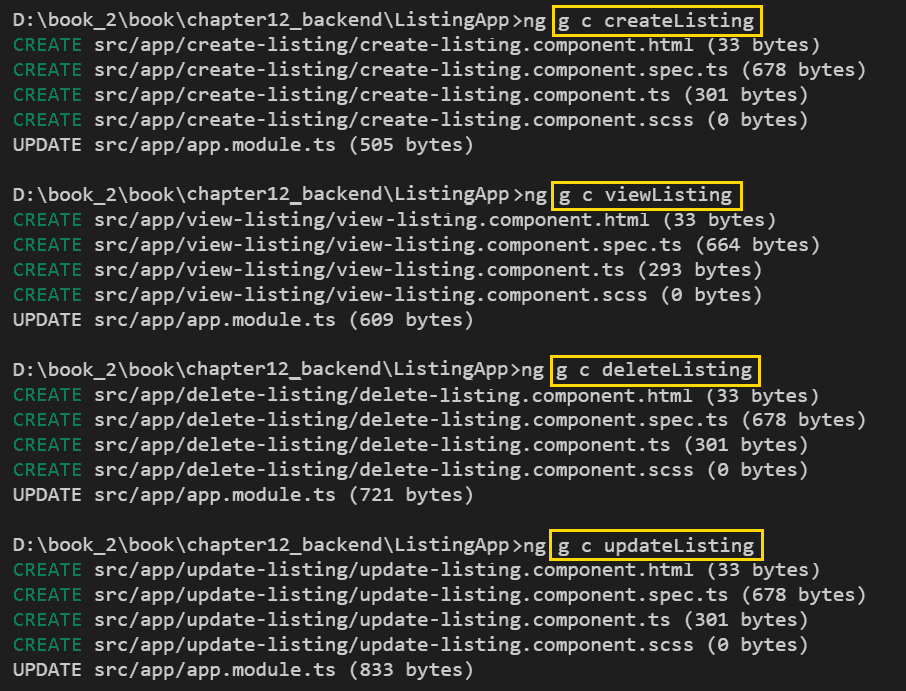 D:\book_2\book\chapter12_backend\ListingApp>ng g c createListing
CREATE src/app/create-listing/create-listing.component.html (33 bytes)
CREATE src/app/create-listing/create-listing.component.spec.ts (678 bytes)
CREATE src/app/create-listing/create-listing.component.ts (301 bytes)
CREATE src/app/create-listing/create-listing.component.scss (0 bytes)
UPDATE src/app/app.module.ts (505 bytes)
D:\book_2\book\chapter12_backend\ListingApp>ng g c viewListing
CREATE src/app/view-listing/view-listing.component.html (33 bytes)
CREATE src/app/view-listing/view-listing.component.spec.ts (664 bytes)
CREATE src/app/view-listing/view-listing.component.ts (293 bytes)
CREATE src/app/view-listing/view-listing.component.scss (0 bytes)
UPDATE src/app/app.module.ts (609 bytes)
D:\book_2\book\chapter12_backend\ListingApp>ng g c deleteListing
CREATE src/app/delete-listing/delete-listing.component.html (33 bytes)
CREATE src/app/delete-listing/delete-listing.component.spec.ts (678 bytes)
CREATE src/app/delete-listing/delete-listing.component.ts (301 bytes)
CREATE src/app/delete-listing/delete-listing.component.scss (0 bytes)
UPDATE src/app/app.module.ts (721 bytes)
D:\book_2\book\chapter12_backend\ListingApp>ng g c updateListing
CREATE src/app/update-listing/update-listing.component.html (33 bytes)
CREATE src/app/update-listing/update-listing.component.spec.ts (678 bytes)
CREATE src/app/update-listing/update-listing.component.ts (301 bytes)
CREATE src/app/update-listing/update-listing.component.scss (0 bytes)
UPDATE src/app/app.module.ts (833 bytes)